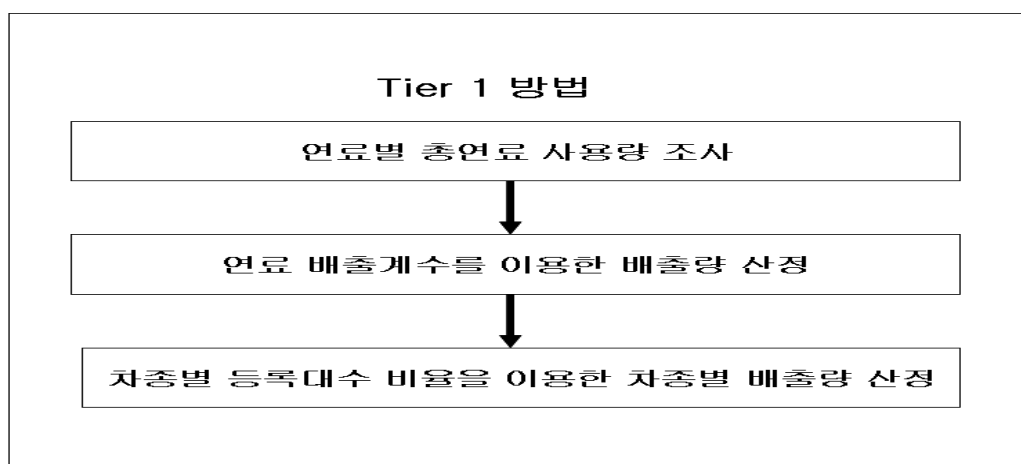 Tier 1 방법
연료별 총연료 사용량 조사
연료 배출계수를 이용한 배출량 산정
차종별 등록대수 비율을 이용한 차종별 배출량 산정